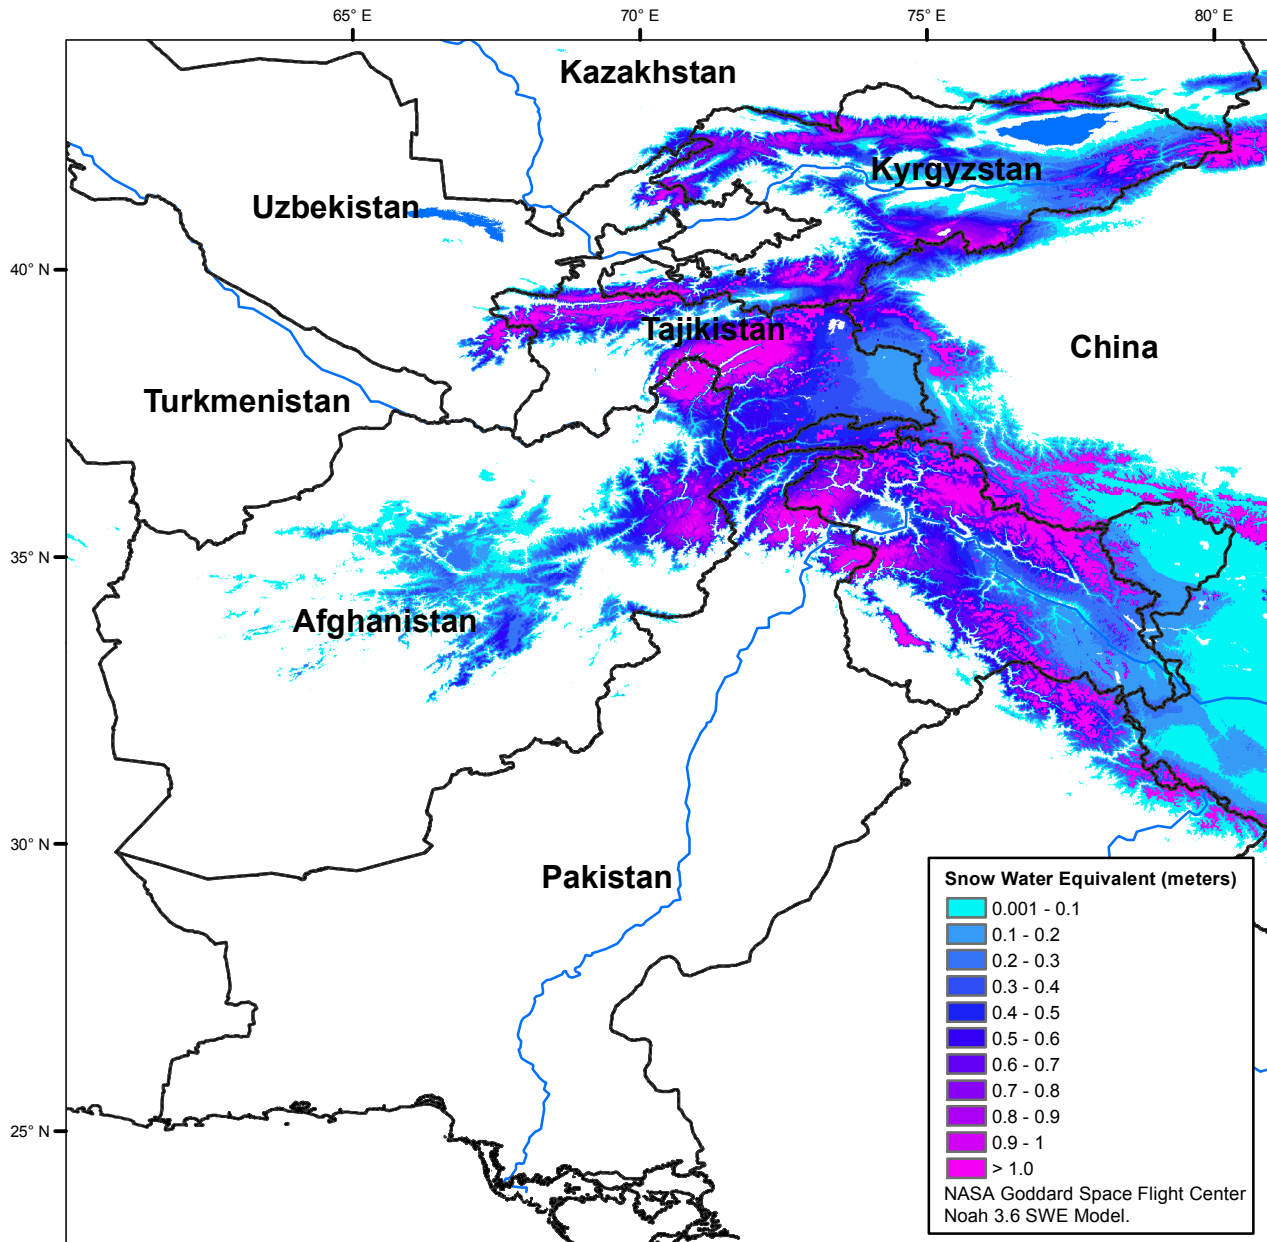 65° E
70° E
75° E
80° E
Kazakhstan
Kyrgyzstan
Uzbekistan
40° N
Tajikistan
China
Turkmenistan
35° N
Afghanistan
30° N
Pakistan
25° N
Snow Water Equivalent (meters)
0.001 - 0.1
0.1 - 0.2
0.2 - 0.3
0.3 - 0.4
0.4 - 0.5
0.5 - 0.6
0.6 - 0.7
0.7 - 0.8
0.8 - 0.9
0.9 - 1
> 1.0
NASA Goddard Space Flight Center
Noah 3.6 SWE Model.